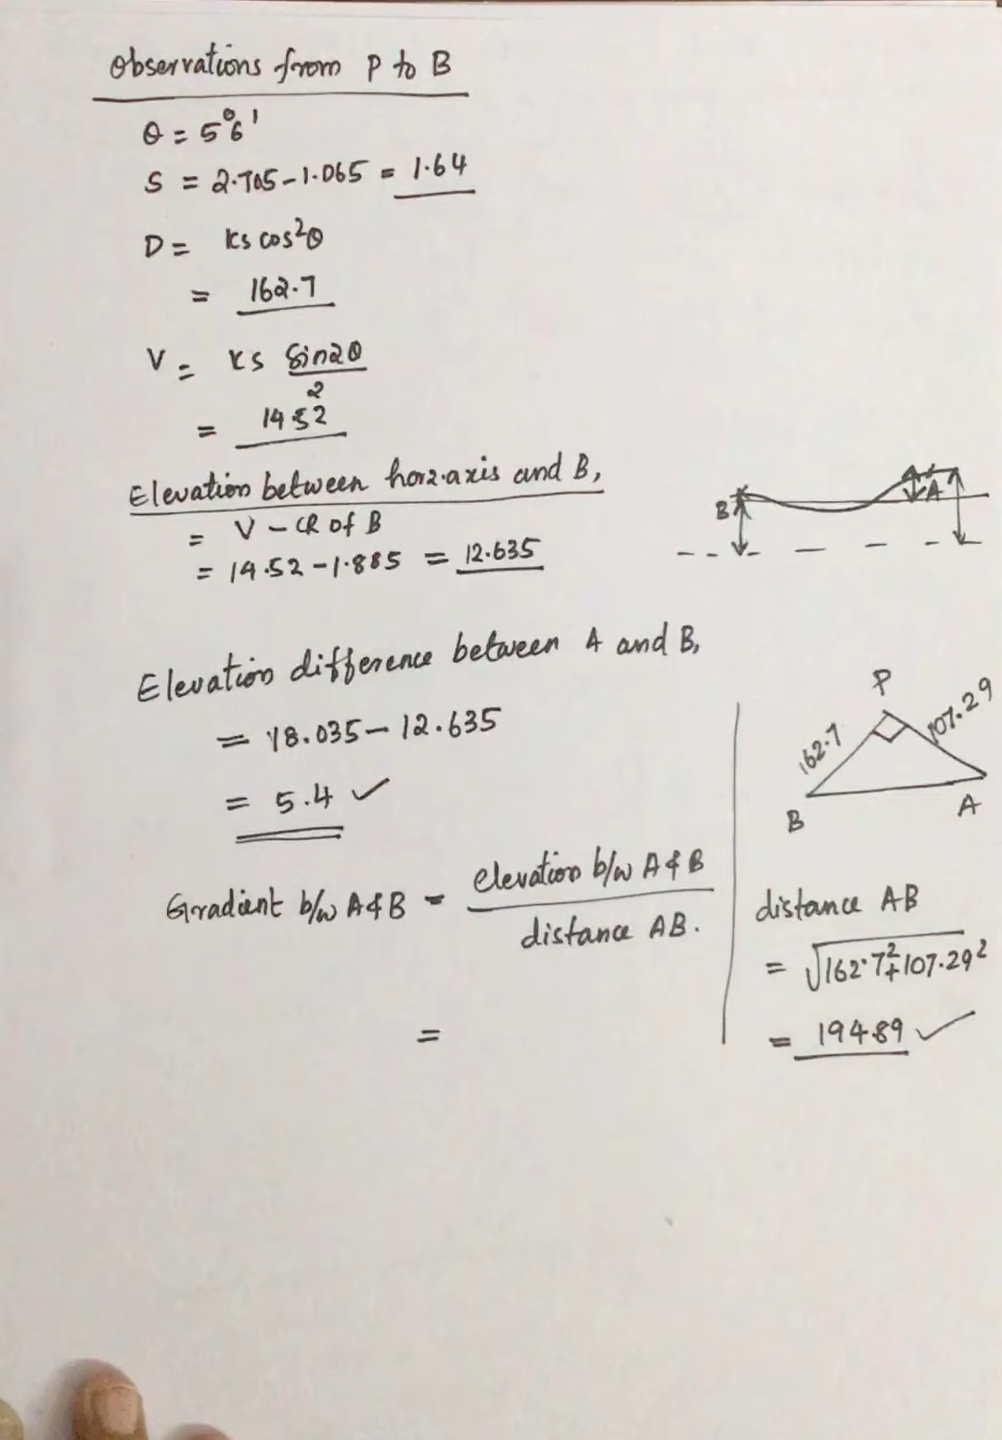 Observations from P to B
θ = 5°6'
S = 2.705-1.065 = 1.64
D = ks cos²θ
= 162.7
V = ks sin2θ
2
= 14.52
Elevation between horz.axis and B,
= V - CR of B
= 14.52-1.885 = 12.635
B A
Elevation difference between A and B,
= 18.035 - 12.635
= 5.4 ✓
P
162.7 107.29
B A
Gradient b/w A & B = elevation b/w A & B
distance AB.
=
distance AB
= √162.7²+107.29²
= 194.89 ✓